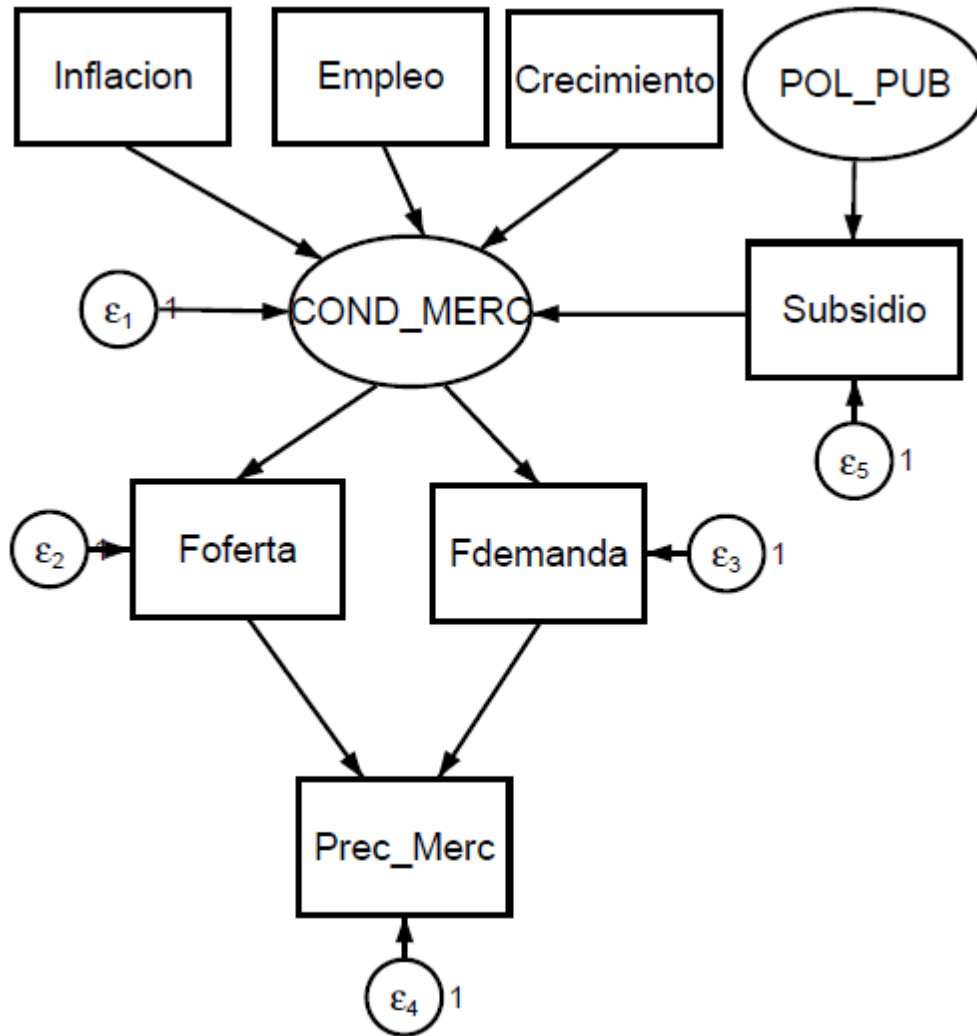 Inflacion
Empleo
Crecimiento
POL_PUB
ε1
1
COND_MERC
Subsidio
ε5
1
ε2
1
Foferta
Fdemanda
ε3
1
Prec_Merc
ε4
1